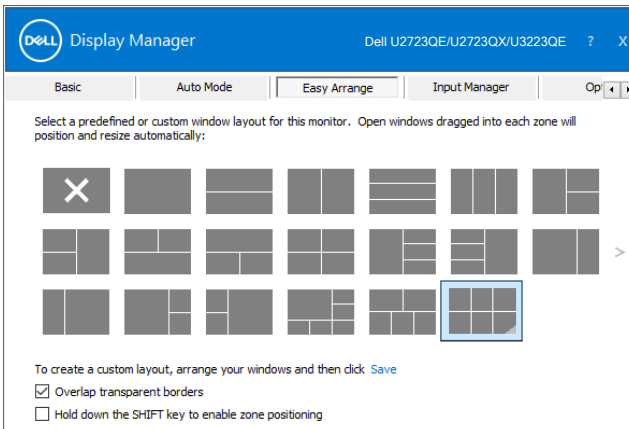 DELL Display Manager Dell U2723QE/U2723QX/U3223QE ? X
Basic Auto Mode Easy Arrange Input Manager
Select a predefined or custom window layout for this monitor. Open windows dragged into each zone will
position and resize automatically:
>
To create a custom layout, arrange your windows and then click Save
Overlap transparent borders
Hold down the SHIFT key to enable zone positioning